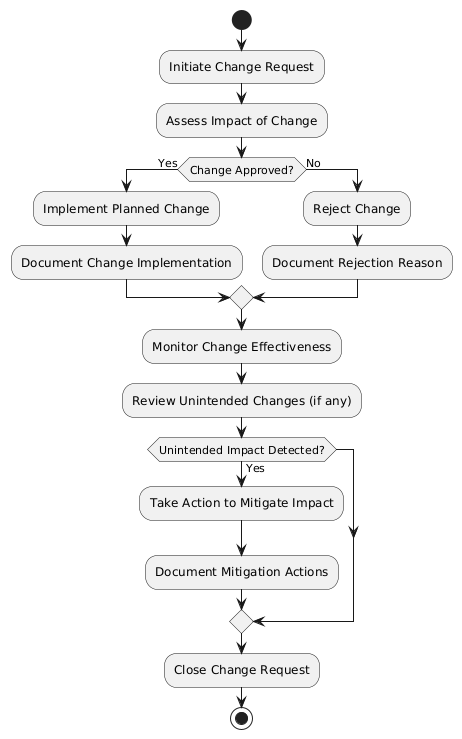 Initiate Change Request
Assess Impact of Change
Change Approved?
Yes
No
Implement Planned Change
Reject Change
Document Change Implementation
Document Rejection Reason
Monitor Change Effectiveness
Review Unintended Changes (if any)
Unintended Impact Detected?
Yes
Take Action to Mitigate Impact
Document Mitigation Actions
Close Change Request